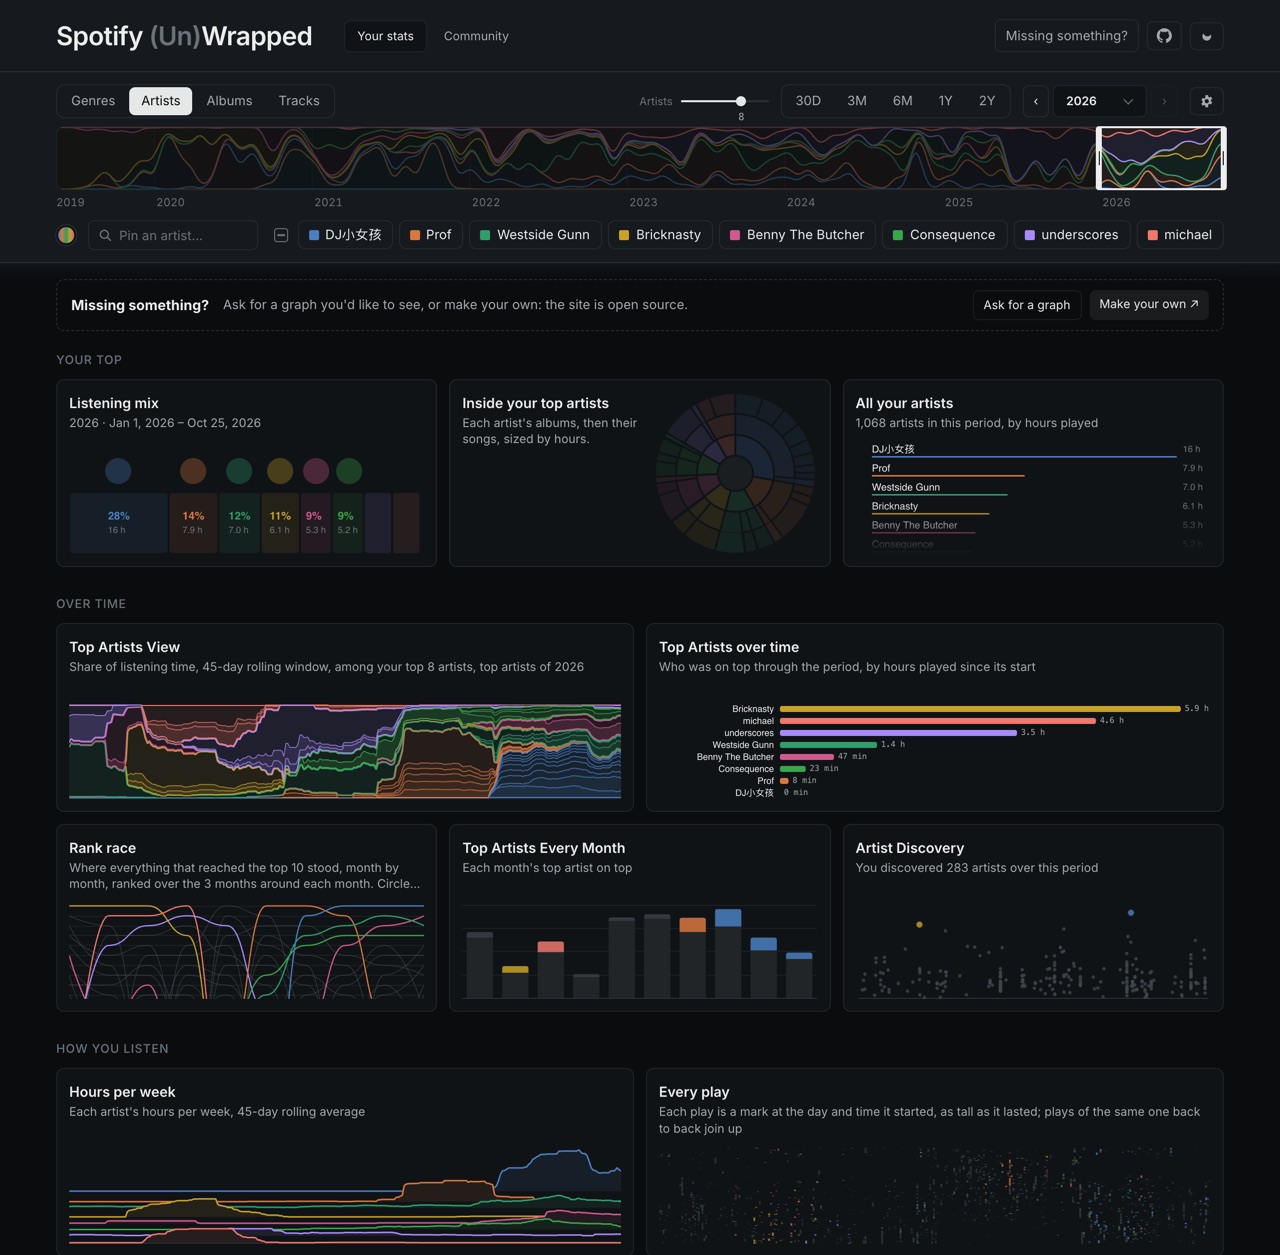 Spotify (Un)Wrapped
Your stats
Community
Missing something?
Genres
Artists
Albums
Tracks
Artists
8
30D
3M
6M
1Y
2Y
2026
2019
2020
2021
2022
2023
2024
2025
2026
Pin an artist...
DJ小女孩
Prof
Westside Gunn
Bricknasty
Benny The Butcher
Consequence
underscores
michael
Missing something?
Ask for a graph you'd like to see, or make your own: the site is open source.
Ask for a graph
Make your own ↗
YOUR TOP
Listening mix
2026 · Jan 1, 2026 – Oct 25, 2026
28%
14%
12%
11%
9%
9%
16 h
7.9 h
7.0 h
6.1 h
5.3 h
5.2 h
Inside your top artists
Each artist's albums, then their
songs, sized by hours.
All your artists
1,068 artists in this period, by hours played
DJ小女孩
16 h
Prof
7.9 h
Westside Gunn
7.0 h
Bricknasty
6.1 h
Benny The Butcher
5.3 h
Consequence
5.2 h
OVER TIME
Top Artists View
Share of listening time, 45-day rolling window, among your top 8 artists, top artists of 2026
Top Artists over time
Who was on top through the period, by hours played since its start
Bricknasty
5.9 h
michael
4.6 h
underscores
3.5 h
Westside Gunn
1.4 h
Benny The Butcher
47 min
Consequence
23 min
Prof
8 min
DJ小女孩
0 min
Rank race
Where everything that reached the top 10 stood, month by
month, ranked over the 3 months around each month. Circle...
Top Artists Every Month
Each month's top artist on top
Artist Discovery
You discovered 283 artists over this period
HOW YOU LISTEN
Hours per week
Each artist's hours per week, 45-day rolling average
Every play
Each play is a mark at the day and time it started, as tall as it lasted; plays of the same one back
to back join up